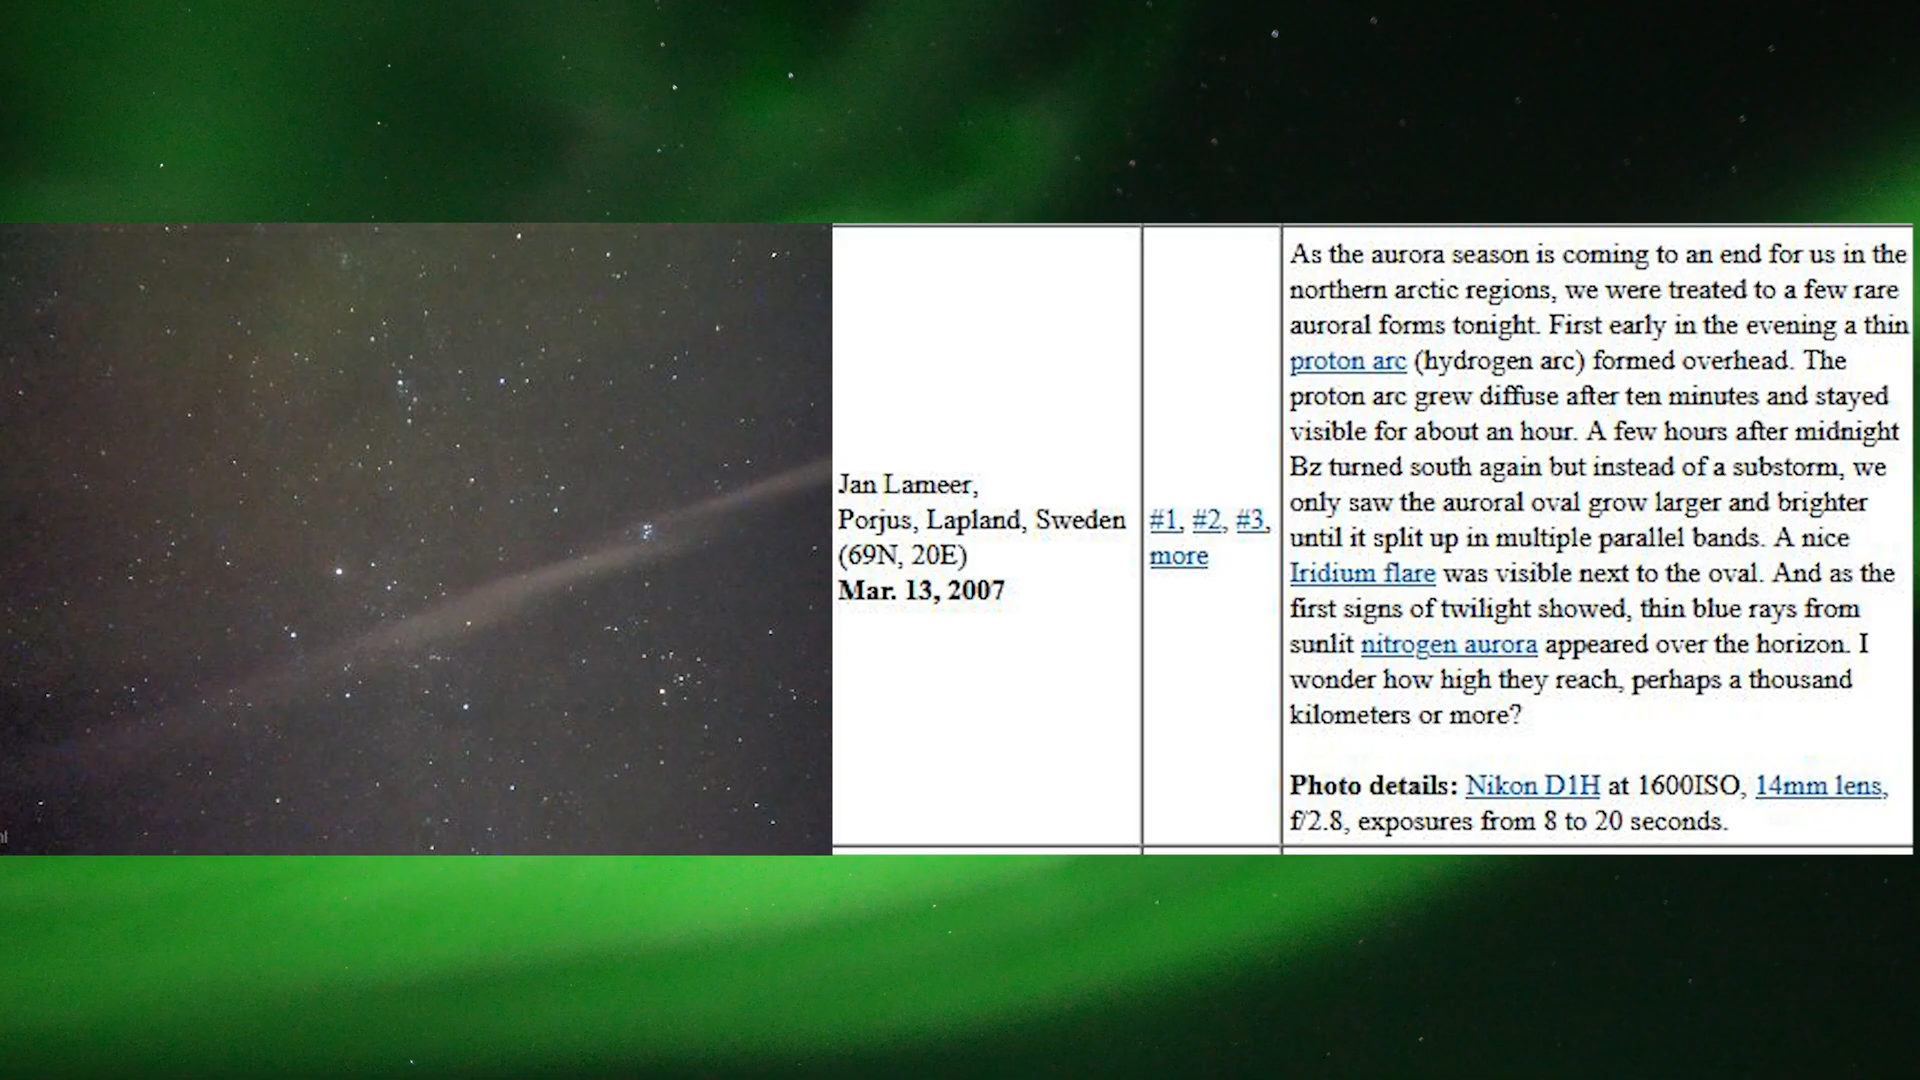 Jan Lameer,
Porjus, Lapland, Sweden
(69N, 20E)
Mar. 13, 2007
#1, #2, #3,
more
As the aurora season is coming to an end for us in the
northern arctic regions, we were treated to a few rare
auroral forms tonight. First early in the evening a thin
proton arc (hydrogen arc) formed overhead. The
proton arc grew diffuse after ten minutes and stayed
visible for about an hour. A few hours after midnight
Bz turned south again but instead of a substorm, we
only saw the auroral oval grow larger and brighter
until it split up in multiple parallel bands. A nice
Iridium flare was visible next to the oval. And as the
first signs of twilight showed, thin blue rays from
sunlit nitrogen aurora appeared over the horizon. I
wonder how high they reach, perhaps a thousand
kilometers or more?
Photo details: Nikon D1H at 1600ISO, 14mm lens,
f/2.8, exposures from 8 to 20 seconds.